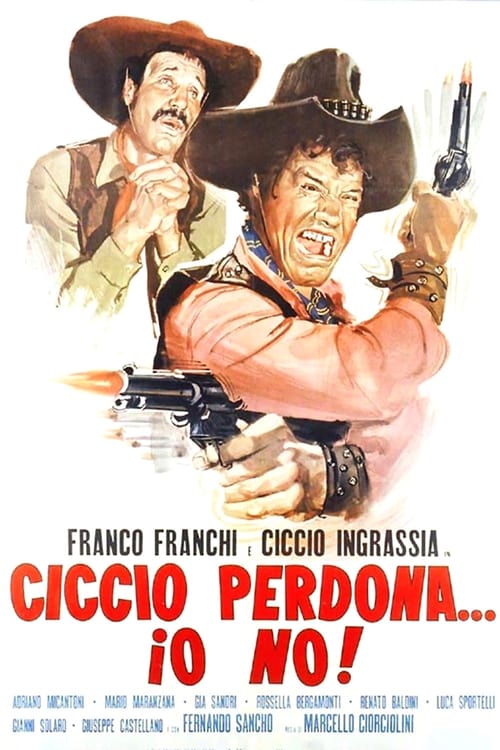 FRANCO FRANCHI E CICCIO INGRASSIA in
CICCIO PERDONA...
iO NO!
ADRIANO MICANTONI - MARIO MARANZANA - GIA SANDRI - ROSSELLA BERGAMONTI - RENATO BALDINI - LUCA SPORTELLI
GIANNI SOLARO - GIUSEPPE CASTELLANO E CON FERNANDO SANCHO REGIA DI MARCELLO CIORCIOLINI